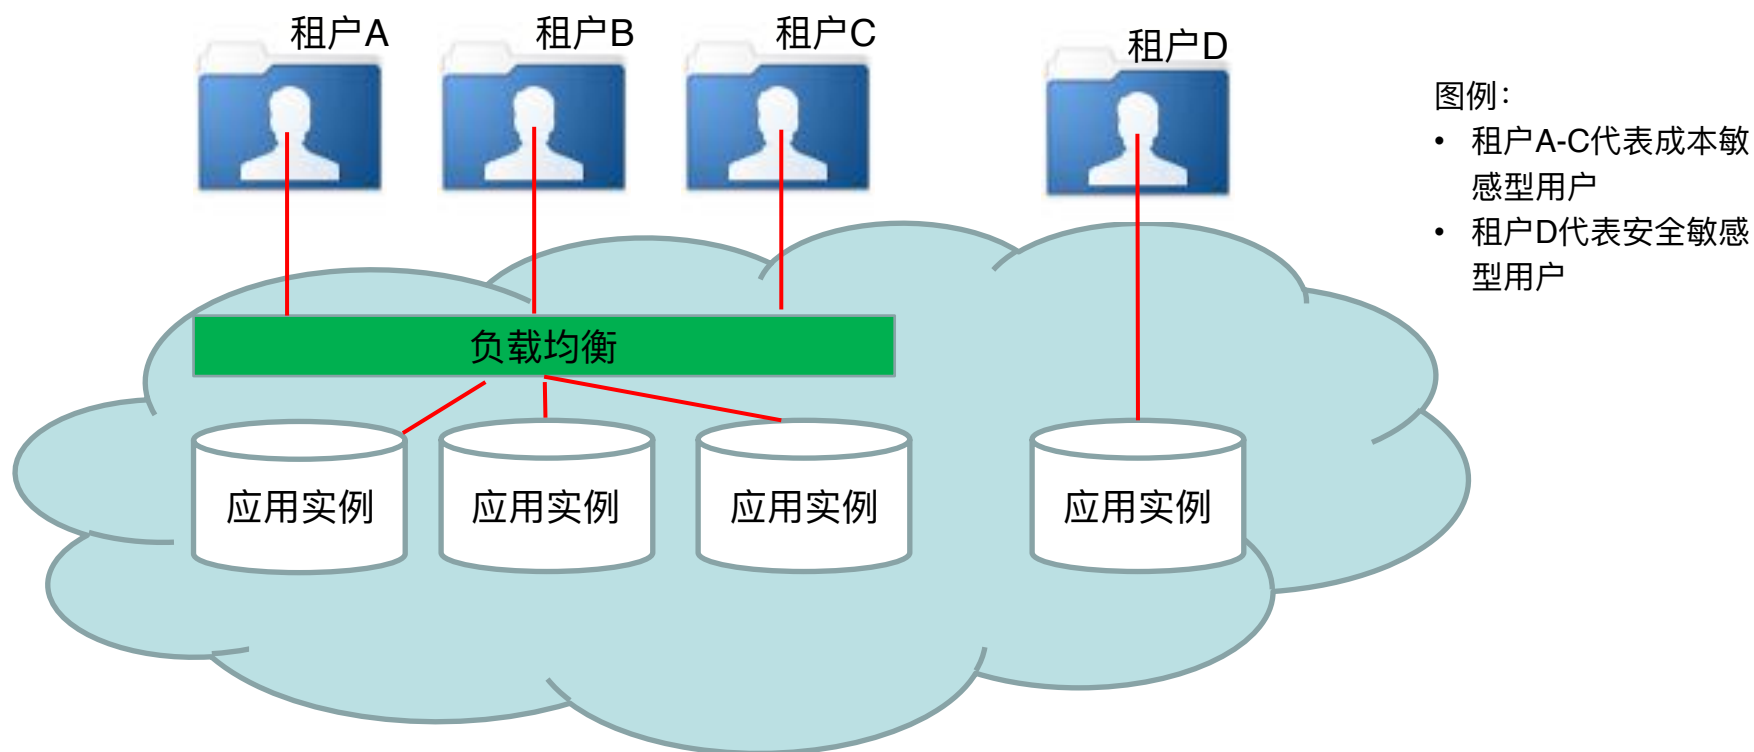 租户A
租户B
租户C
租户D
图例：
• 租户A-C代表成本敏
感型用户
• 租户D代表安全敏感
型用户
负载均衡
应用实例
应用实例
应用实例
应用实例